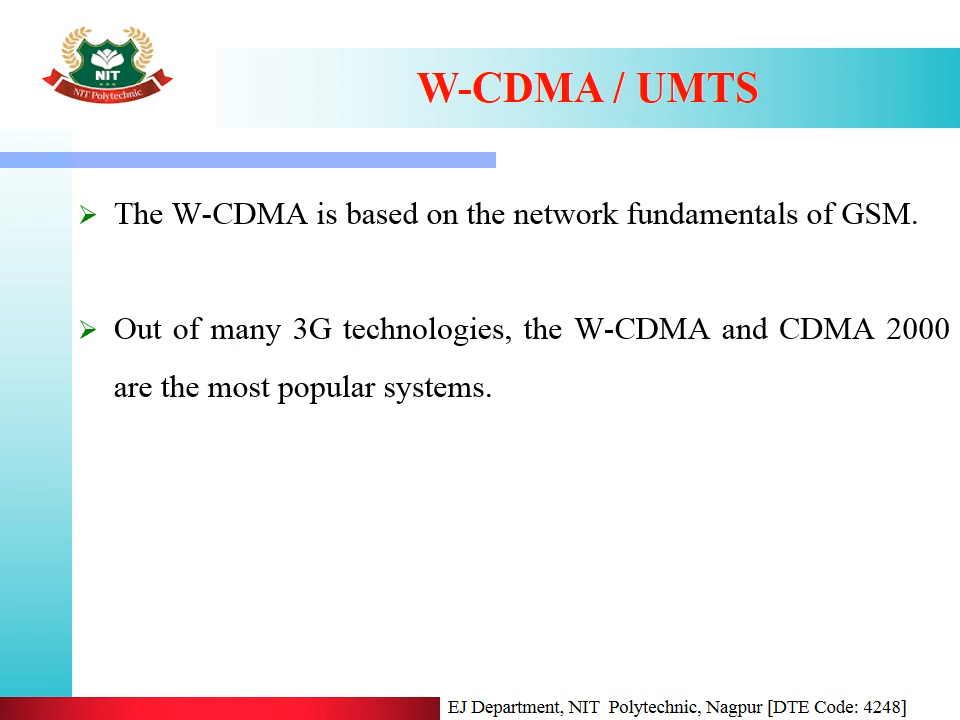 NIT
NIT Polytechnic
W-CDMA / UMTS
The W-CDMA is based on the network fundamentals of GSM.
Out of many 3G technologies, the W-CDMA and CDMA 2000
are the most popular systems.
EJ Department, NIT Polytechnic, Nagpur [DTE Code: 4248]